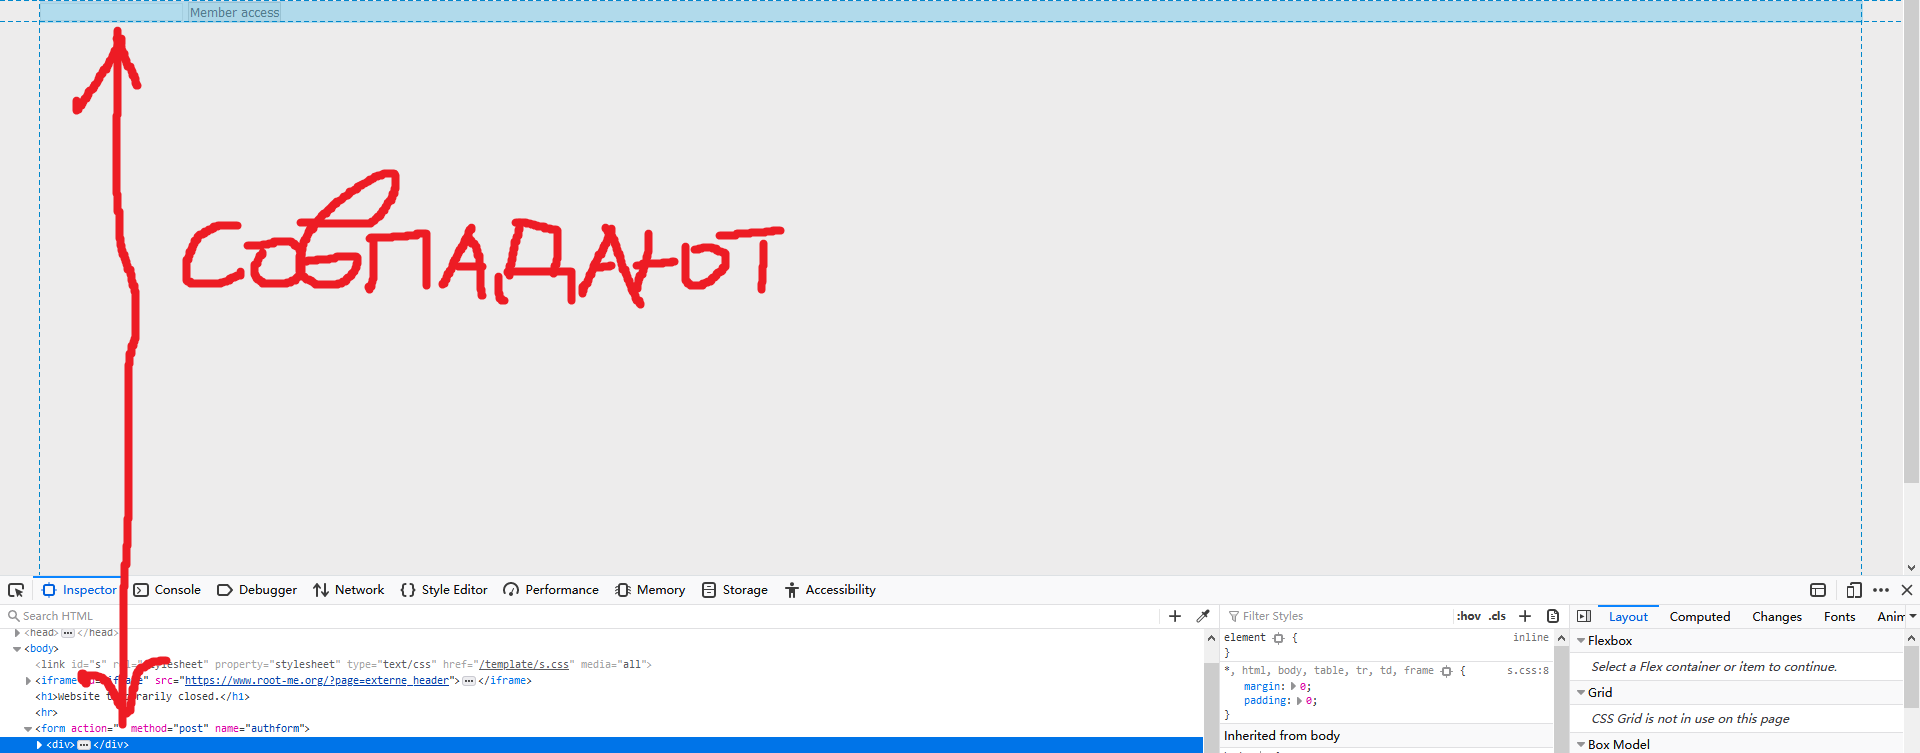 Member access
совпадают
Inspector Console Debugger Network Style Editor Performance Memory Storage Accessibility
Search HTML
Filter Styles :hov .cls
Layout Computed Changes Fonts Anim
<head> </head>
<body>
<link id="s" stylesheet" property="stylesheet" type="text/css" href="/template/s.css" media="all">
<iframe src="https://www.root-me.org/?page=externe_header"> </iframe>
<h1>Website closed.</h1>
<hr>
<form action=" method="post" name="authform">
<div> </div>
element { inline
}
*, html, body, table, tr, td, frame { s.css:8
margin: 0;
padding: 0;
}
Inherited from body
Flexbox
Select a Flex container or item to continue.
Grid
CSS Grid is not in use on this page
Box Model